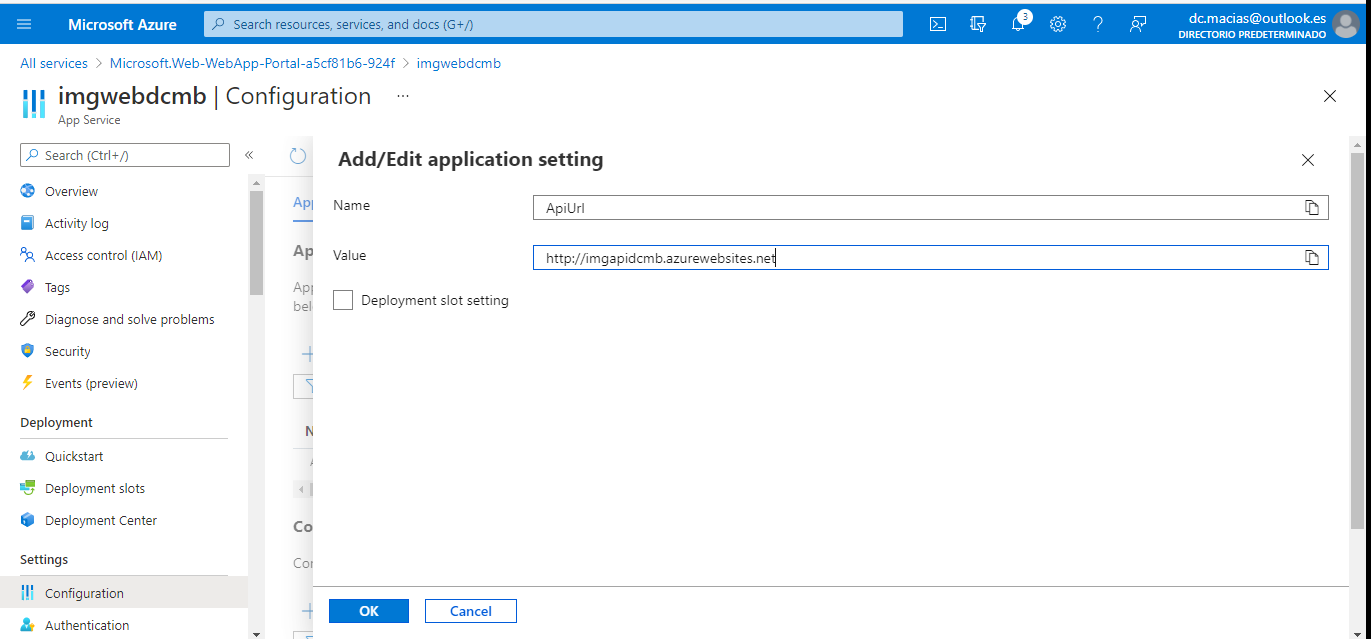 Microsoft Azure
Search resources, services, and docs (G+/)
3
dc.macias@outlook.es
DIRECTORIO PREDETERMINADO
All services > Microsoft.Web-WebApp-Portal-a5cf81b6-924f > imgwebdcmb
imgwebdcmb | Configuration ...
App Service
Search (Ctrl+/)
«
Overview
Activity log
Access control (IAM)
Tags
Diagnose and solve problems
Security
Events (preview)
Deployment
Quickstart
Deployment slots
Deployment Center
Settings
Configuration
Authentication
App
Ap
App
bel
N
Co
Con
Add/Edit application setting
Name
ApiUrl
Value
http://imgapidcmb.azurewebsites.net
Deployment slot setting
OK
Cancel